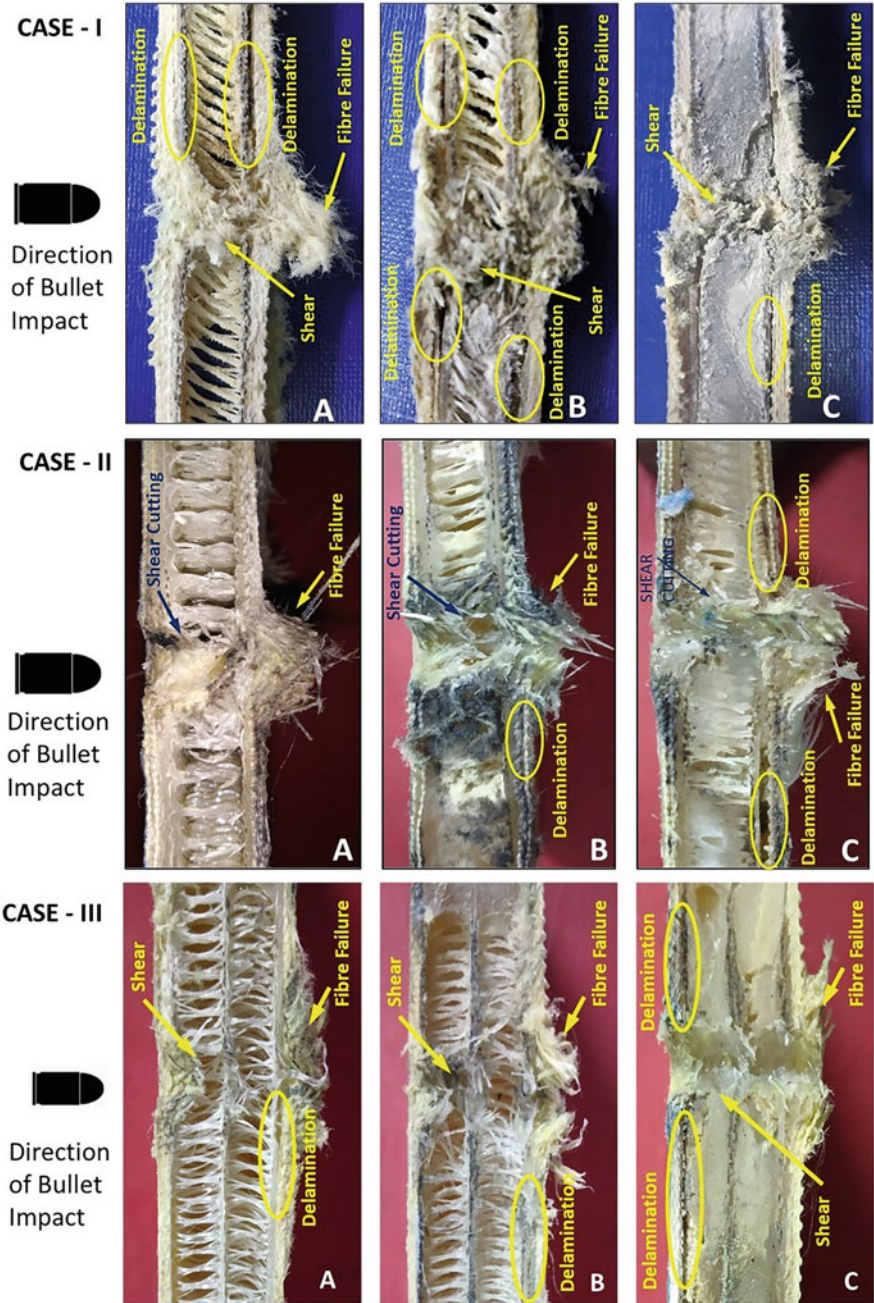 CASE - I
Direction
of Bullet
Impact
Delamination
Delamination
Fibre Failure
Shear
A
Delamination
Delamination
Fibre Failure
Delamination
Delamination
Shear
B
Shear
Fibre Failure
Delamination
C
CASE - II
Direction
of Bullet
Impact
Shear Cutting
Fibre Failure
A
Shear Cutting
Fibre Failure
Delamination
B
SHEAR
CUTTING
Delamination
Fibre Failure
Delamination
C
CASE - III
Direction
of Bullet
Impact
Shear
Fibre Failure
Delamination
A
Shear
Fibre Failure
Delamination
B
Delamination
Fibre Failure
Delamination
Shear
C